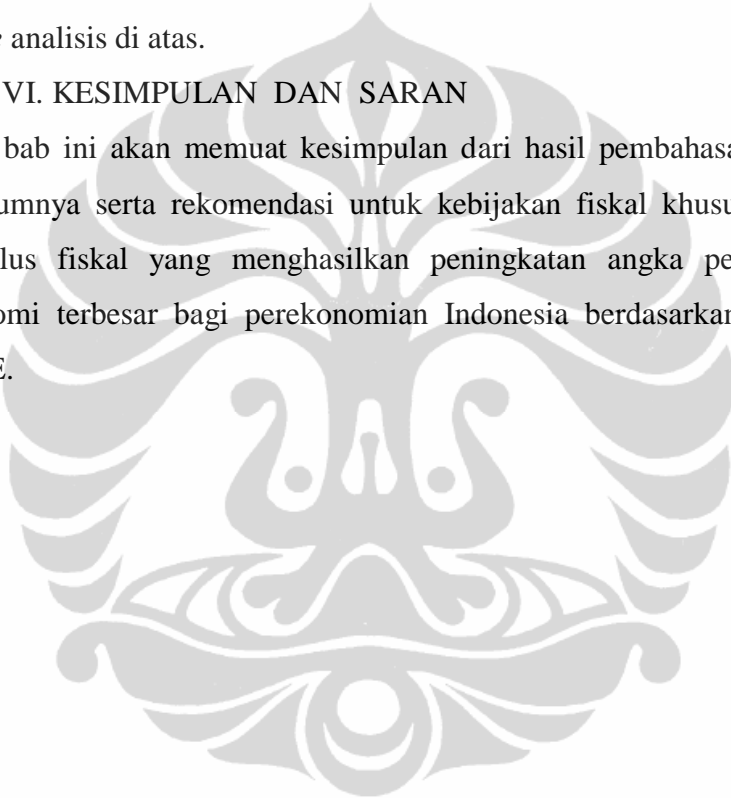 analisis di atas.
VI. KESIMPULAN DAN SARAN
bab ini akan memuat kesimpulan dari hasil pembahasa
umnya serta rekomendasi untuk kebijakan fiskal khusu
lus fiskal yang menghasilkan peningkatan angka pe
omi terbesar bagi perekonomian Indonesia berdasarkan
E.